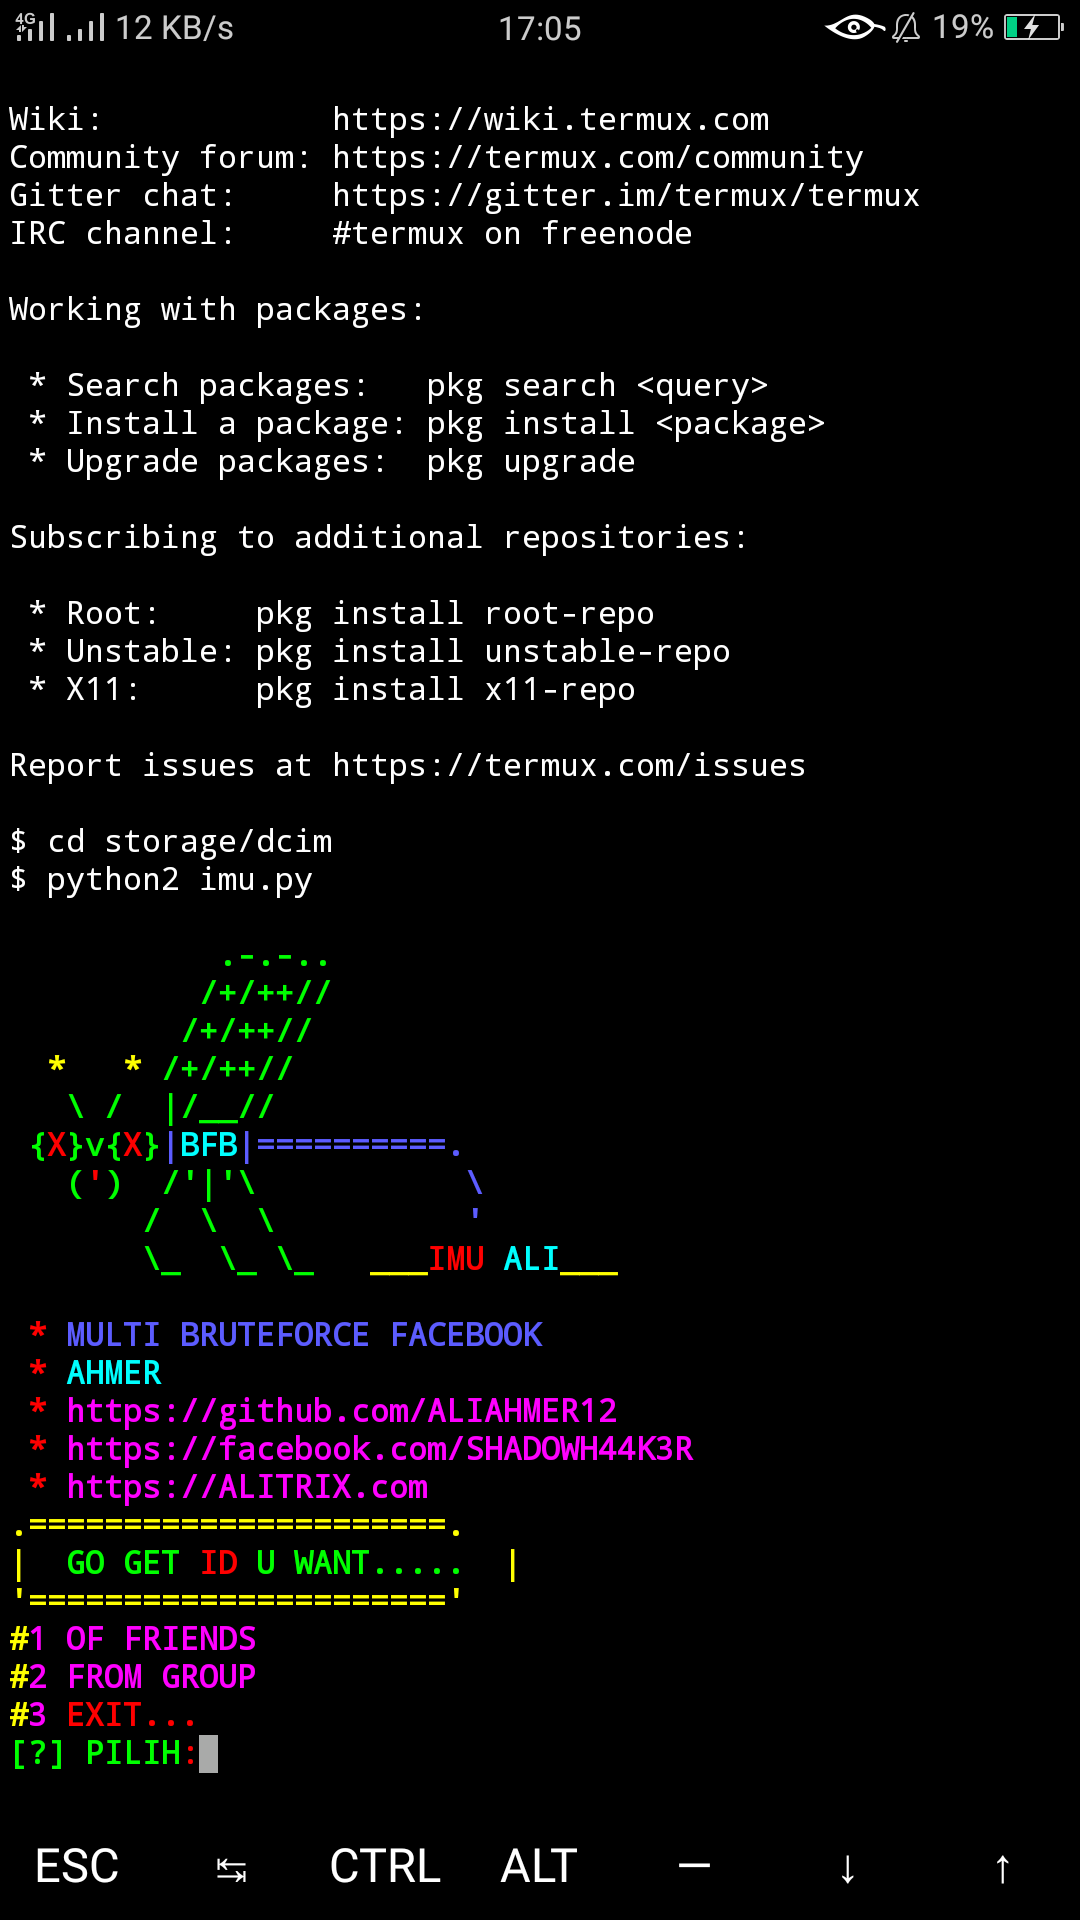 4G 12 KB/s 17:05 19%
Wiki: https://wiki.termux.com
Community forum: https://termux.com/community
Gitter chat: https://gitter.im/termux/termux
IRC channel: #termux on freenode
Working with packages:
* Search packages: pkg search <query>
* Install a package: pkg install <package>
* Upgrade packages: pkg upgrade
Subscribing to additional repositories:
* Root: pkg install root-repo
* Unstable: pkg install unstable-repo
* X11: pkg install x11-repo
Report issues at https://termux.com/issues
$ cd storage/dcim
$ python2 imu.py
           .-.-..
          /+/++//
         /+/++//
  *   * /+/++//
   \ /  |/__//
 {X}v{X}|BFB|==========.
   (')  /'|'\           \
       /  \  \          '
       \_  \_ \_   ___IMU ALI___
* MULTI BRUTEFORCE FACEBOOK
* AHMER
* https://github.com/ALIAHMER12
* https://facebook.com/SHADOWH44K3R
* https://ALITRIX.com
.======================.
|  GO GET ID U WANT.....  |
'======================'
#1 OF FRIENDS
#2 FROM GROUP
#3 EXIT...
[?] PILIH:
ESC ↹ CTRL ALT — ↓ ↑